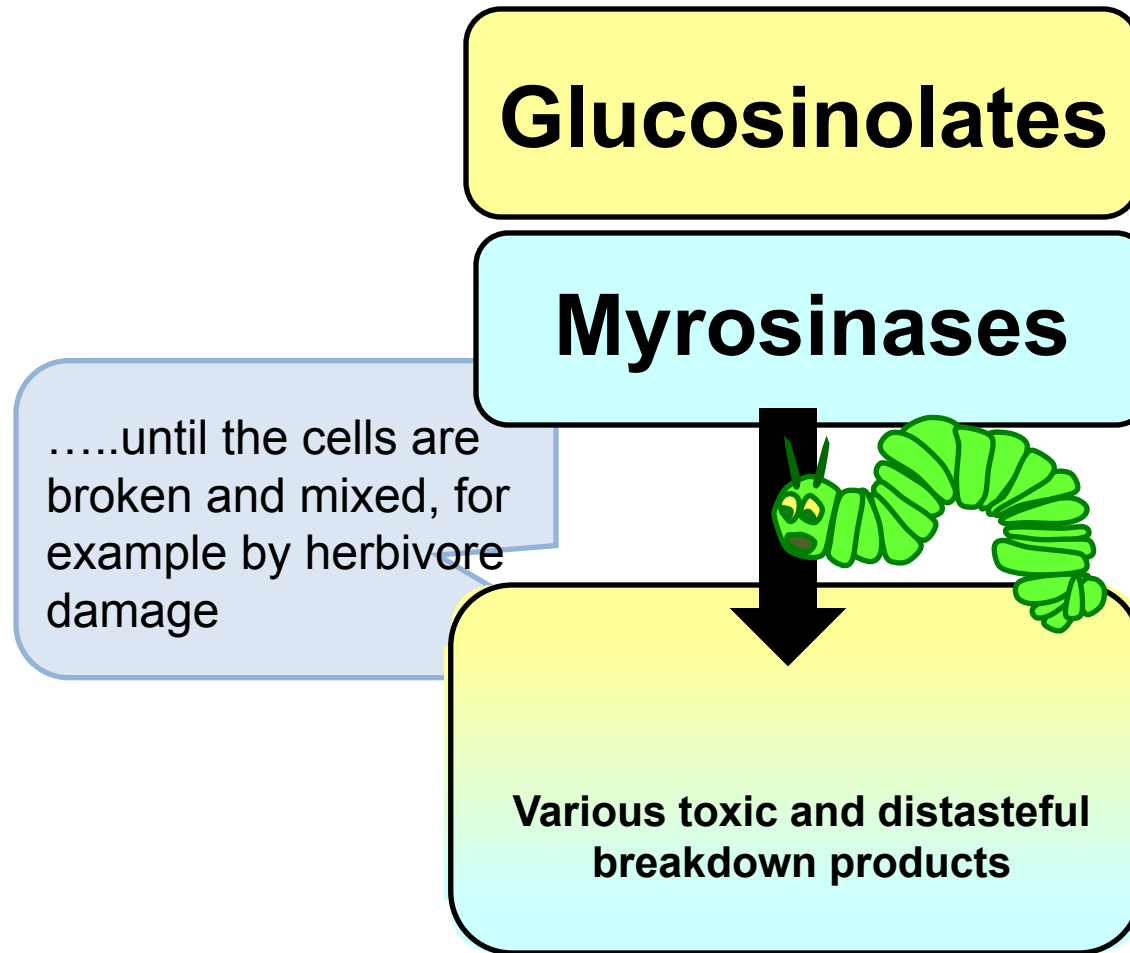 Glucosinolates
Myrosinases
…..until the cells are
broken and mixed, for
example by herbivore
damage
Various toxic and distasteful
breakdown products